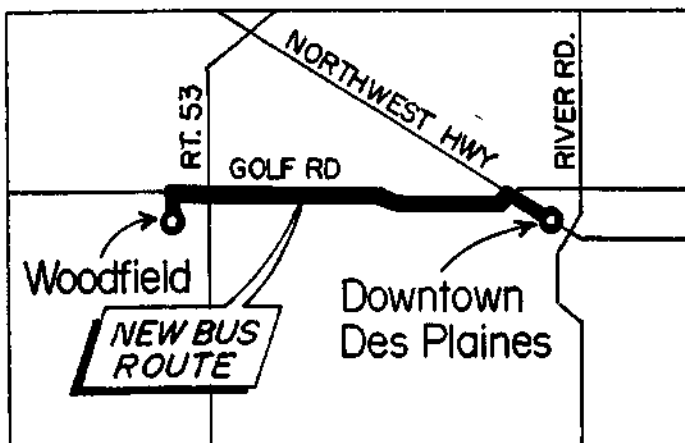 NORTHWEST HWY
RIVER RD.
RT. 53
GOLF RD
Woodfield
Downtown
Des Plaines
NEW BUS
ROUTE